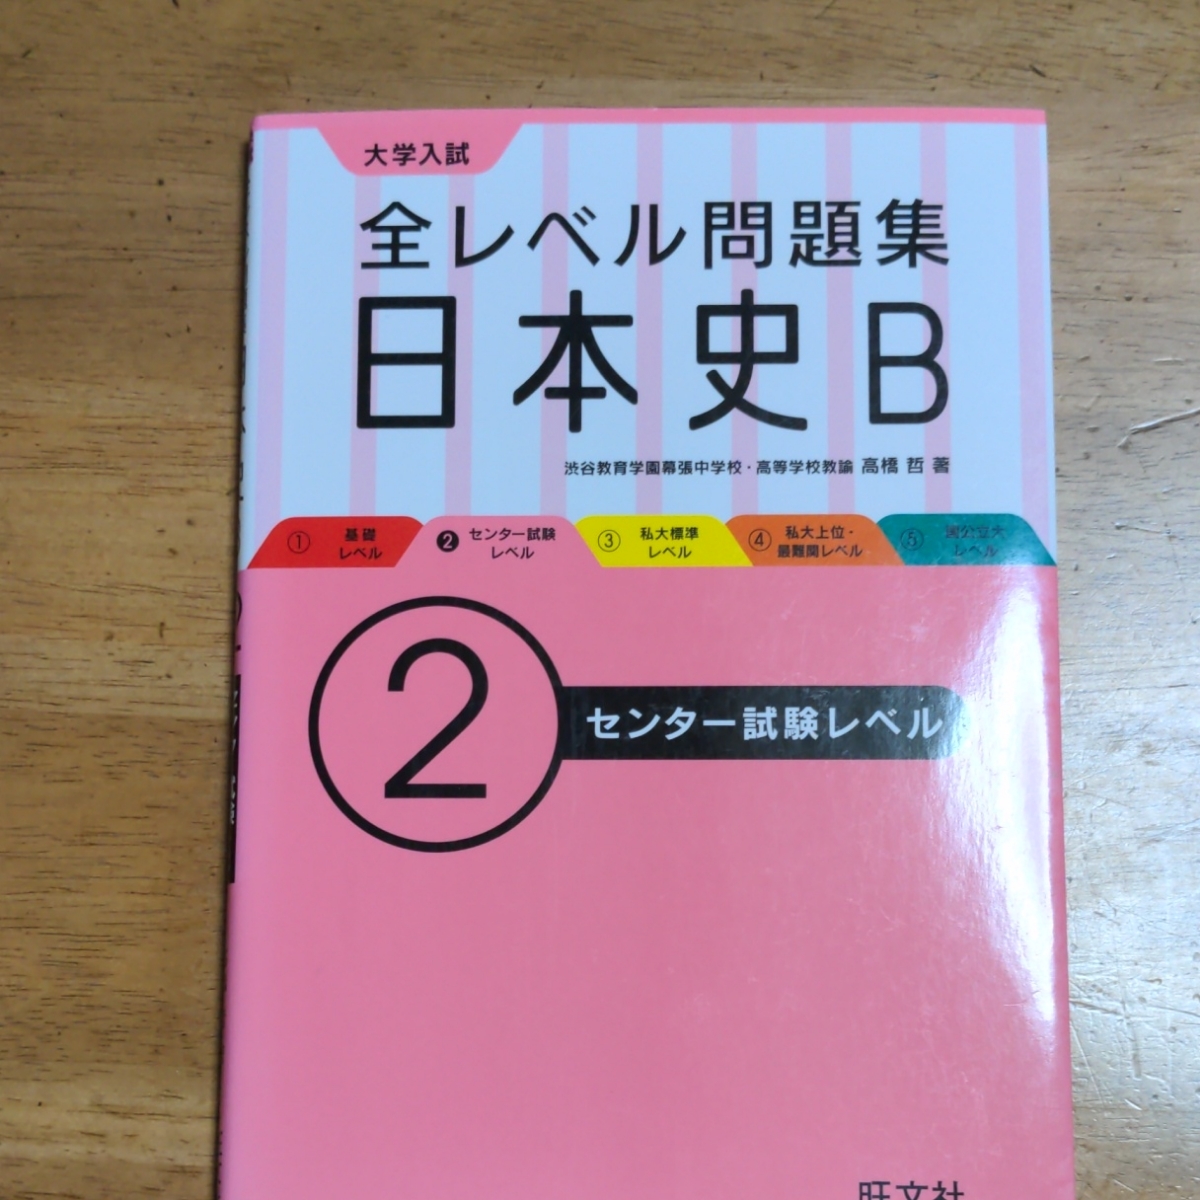 大学入試
全レベル問題集
日本史B
渋谷教育学園幕張中学校・高等学校教諭 高橋 哲 著
① 基礎
レベル
❷ センター試験
レベル
③ 私大標準
レベル
④ 私大上位・
最難関レベル
⑤ 国公立大
レベル
2
センター試験レベル
旺文社